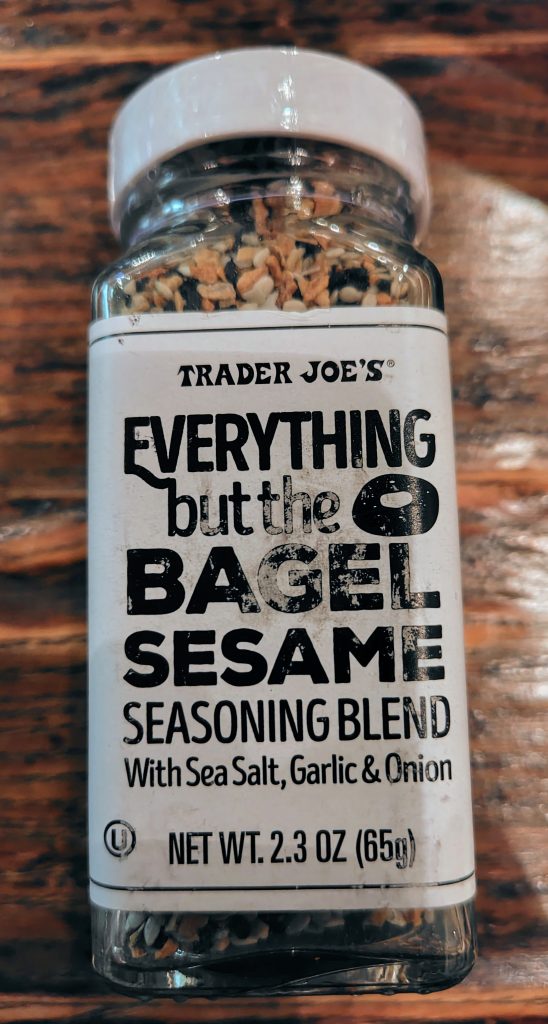 TRADER JOE'S®
EVERYTHING
but the
BAGEL
SESAME
SEASONING BLEND
With Sea Salt, Garlic & Onion
U
NET WT. 2.3 OZ (65g)